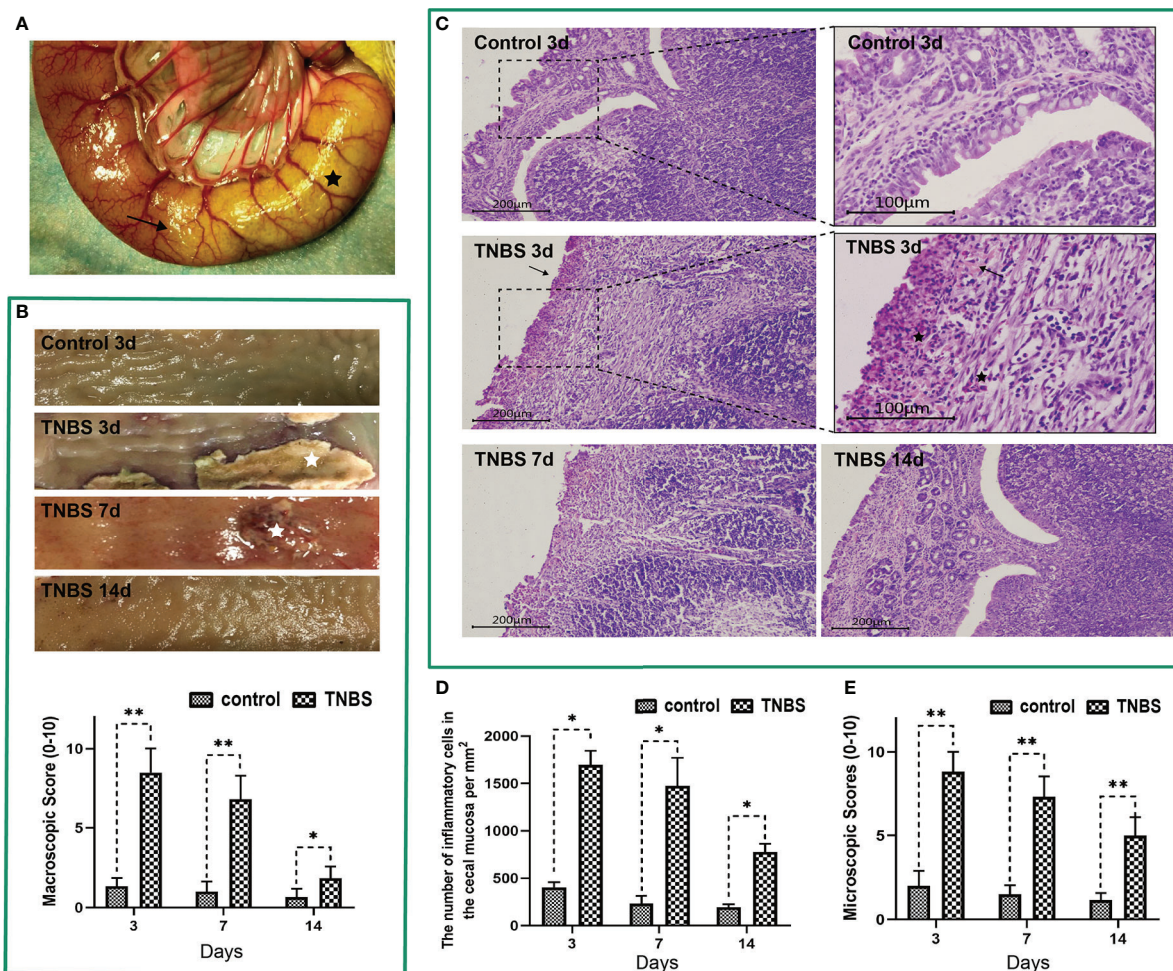 A
B
Control 3d
TNBS 3d
TNBS 7d
TNBS 14d
control TNBS
**
**
*
Macroscopic Score (0-10)
10
5
0
3 7 14
Days
C
Control 3d
200μm
Control 3d
100μm
TNBS 3d
200μm
TNBS 3d
100μm
TNBS 7d
200μm
TNBS 14d
200μm
D
control TNBS
*
*
*
The number of inflammatory cells in
the cecal mucosa per mm²
2000
1500
1000
500
0
3 7 14
Days
E
control TNBS
**
**
**
Microscopic Scores (0-10)
10
5
0
3 7 14
Days